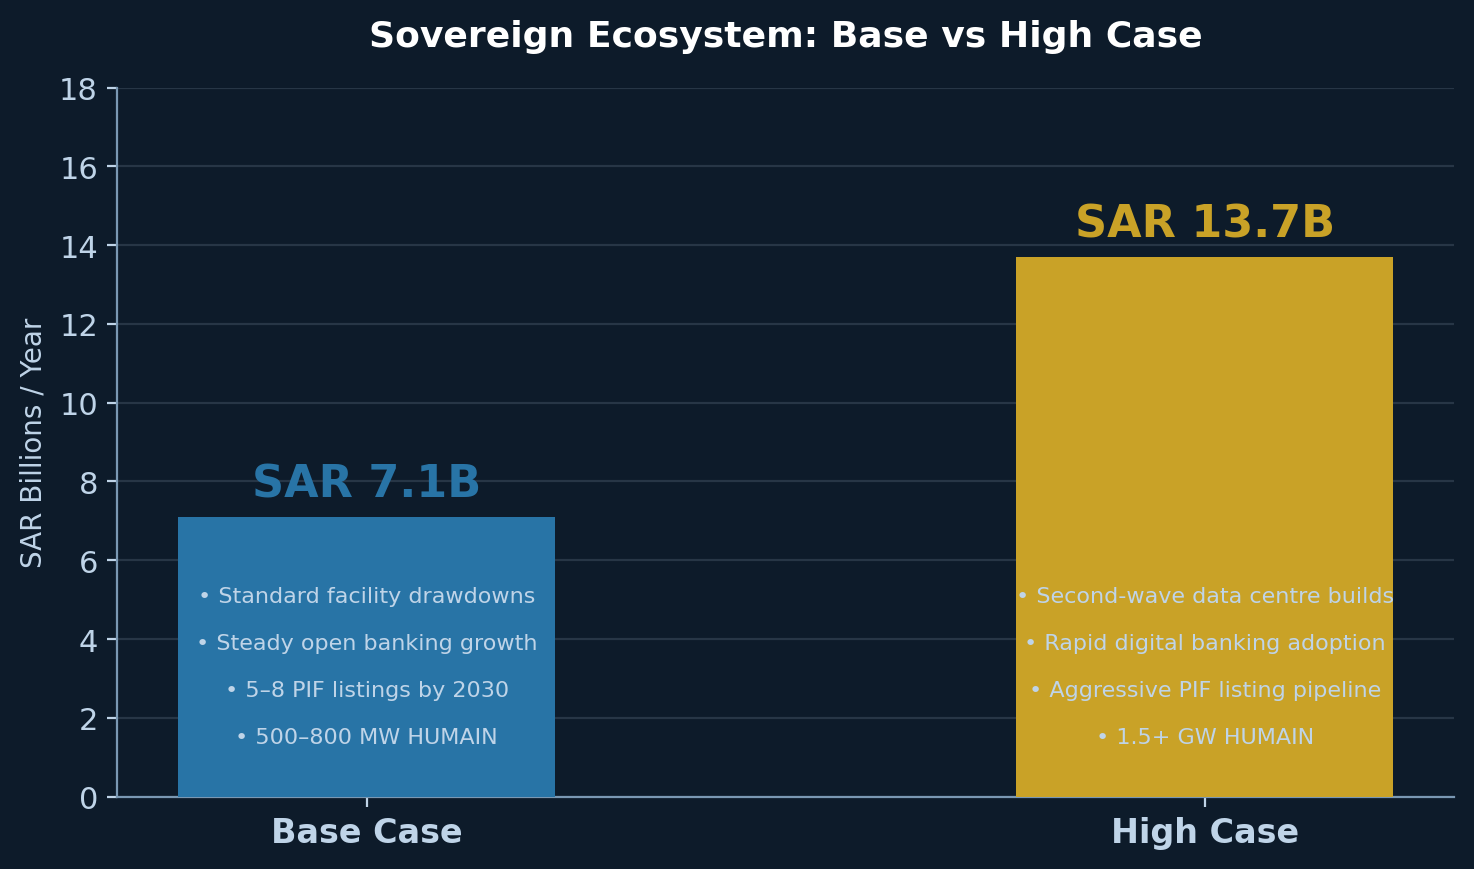 Sovereign Ecosystem: Base vs High Case
SAR Billions / Year
18
16
14
12
10
8
6
4
2
0
SAR 7.1B
• Standard facility drawdowns
• Steady open banking growth
• 5–8 PIF listings by 2030
• 500–800 MW HUMAIN
Base Case
SAR 13.7B
• Second-wave data centre builds
• Rapid digital banking adoption
• Aggressive PIF listing pipeline
• 1.5+ GW HUMAIN
High Case